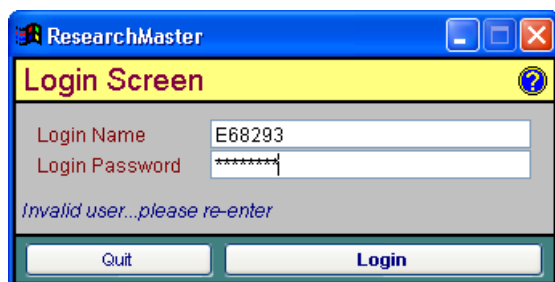 ResearchMaster
Login Screen
Login Name E68293
Login Password ********
Invalid user...please re-enter
Quit Login